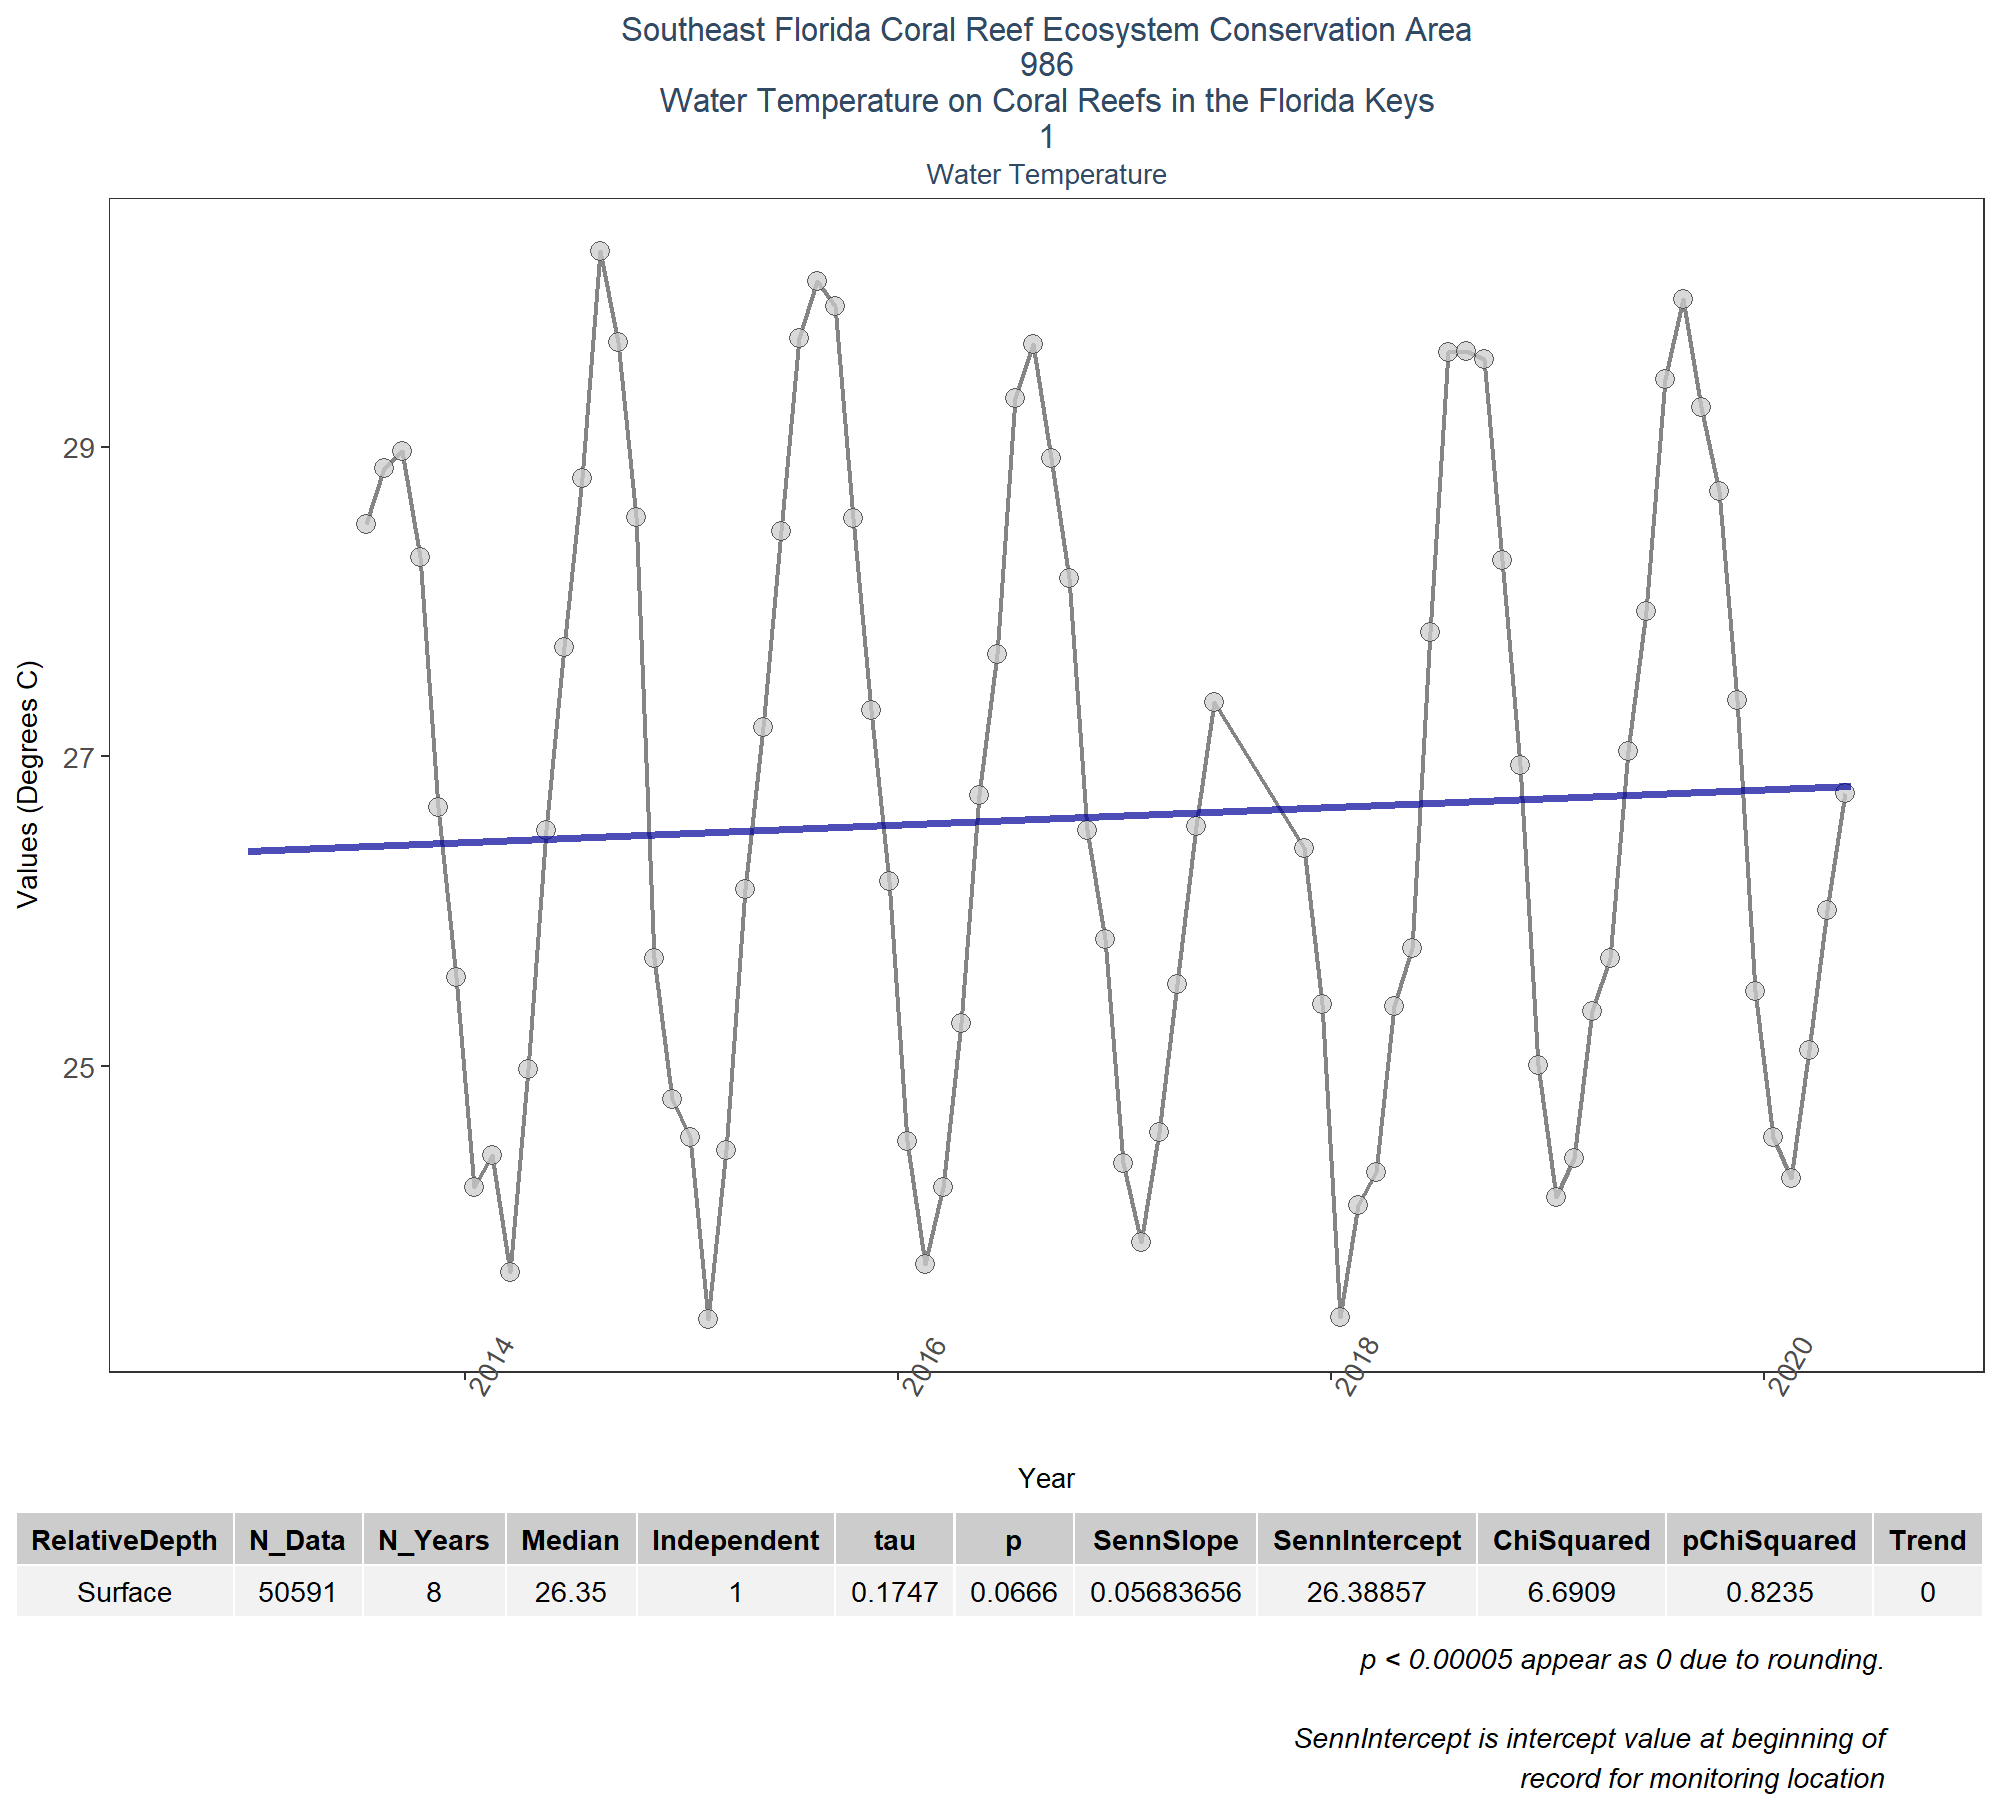 Southeast Florida Coral Reef Ecosystem Conservation Area
986
Water Temperature on Coral Reefs in the Florida Keys
1
Water Temperature
Values (Degrees C)
29
27
25
2014
2016
2018
2020
Year
RelativeDepth N_Data N_Years Median Independent tau p SennSlope SennIntercept ChiSquared pChiSquared Trend
Surface 50591 8 26.35 1 0.1747 0.0666 0.05683656 26.38857 6.6909 0.8235 0
p < 0.00005 appear as 0 due to rounding.
SennIntercept is intercept value at beginning of
record for monitoring location